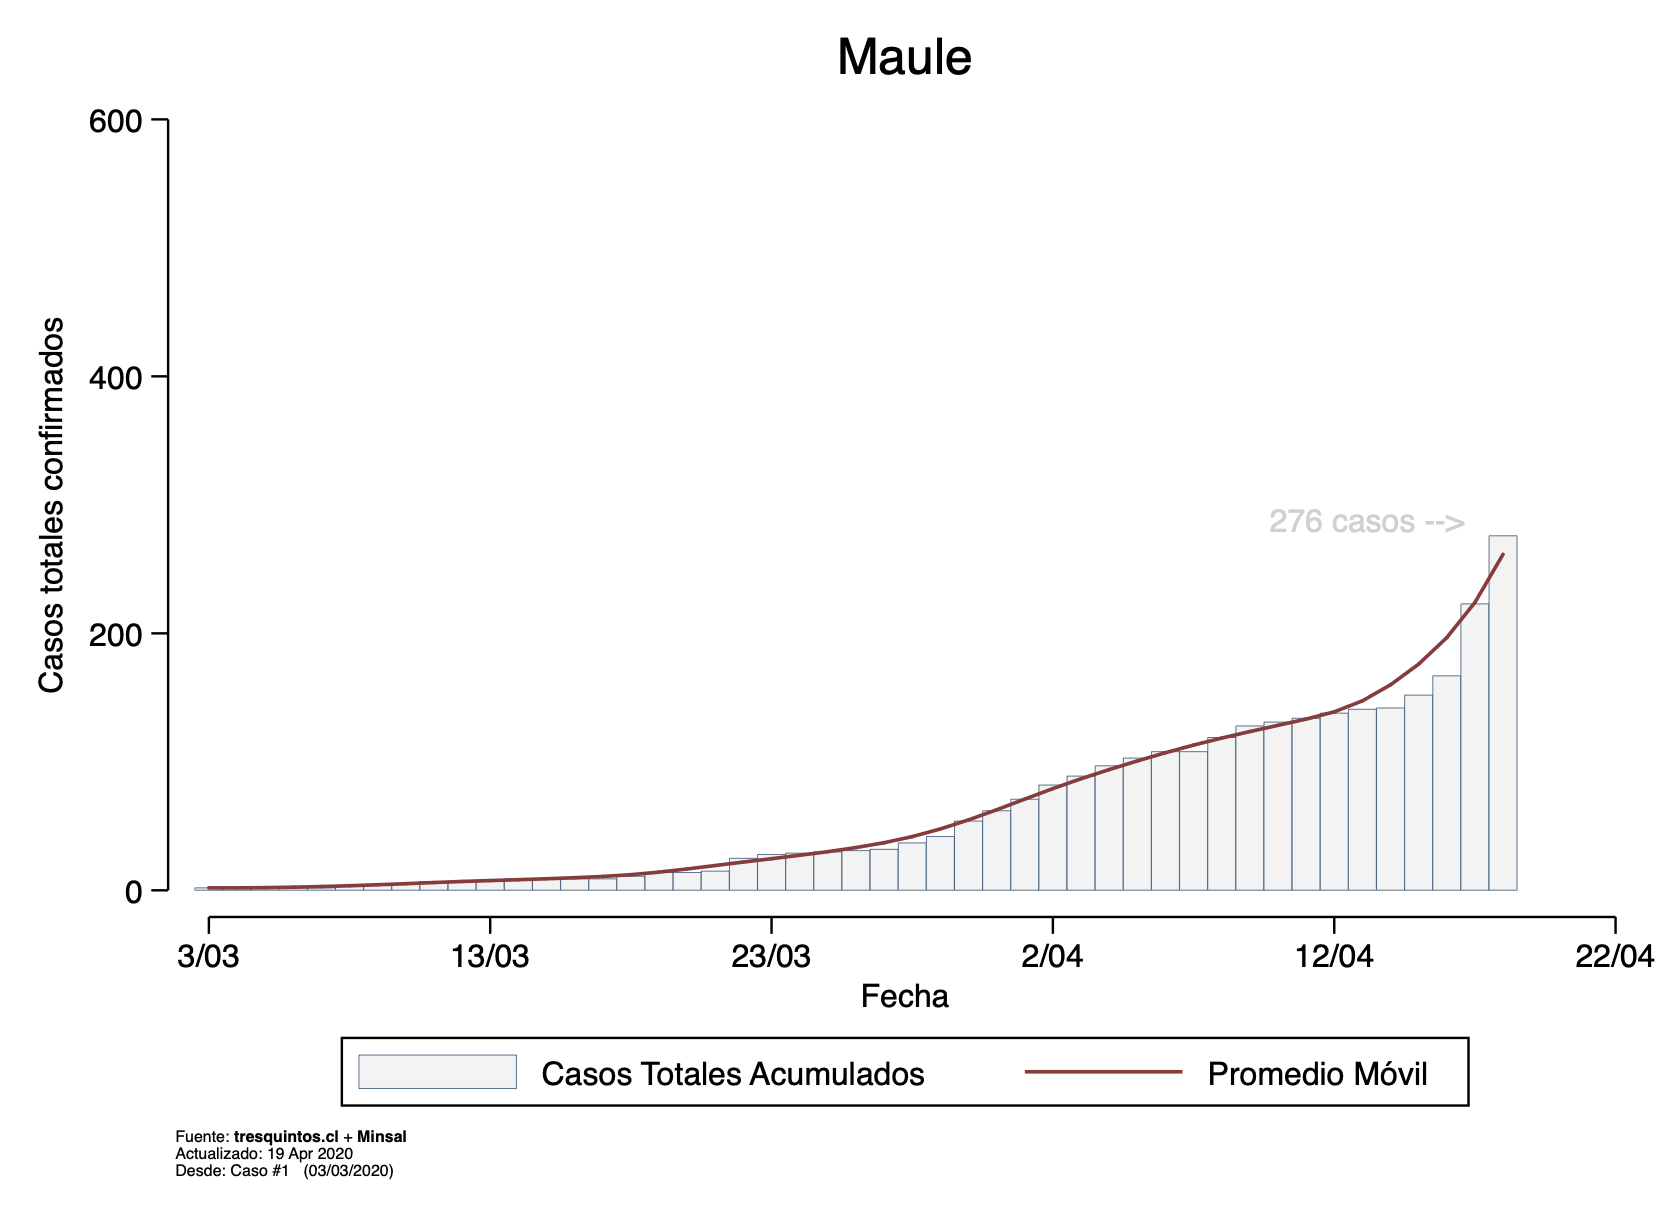 Maule
600
400
200
0
Casos totales confirmados
276 casos -->
3/03
13/03
23/03
2/04
12/04
22/04
Fecha
Casos Totales Acumulados
Promedio Móvil
Fuente: tresquintos.cl + Minsal
Actualizado: 19 Apr 2020
Desde: Caso #1 (03/03/2020)